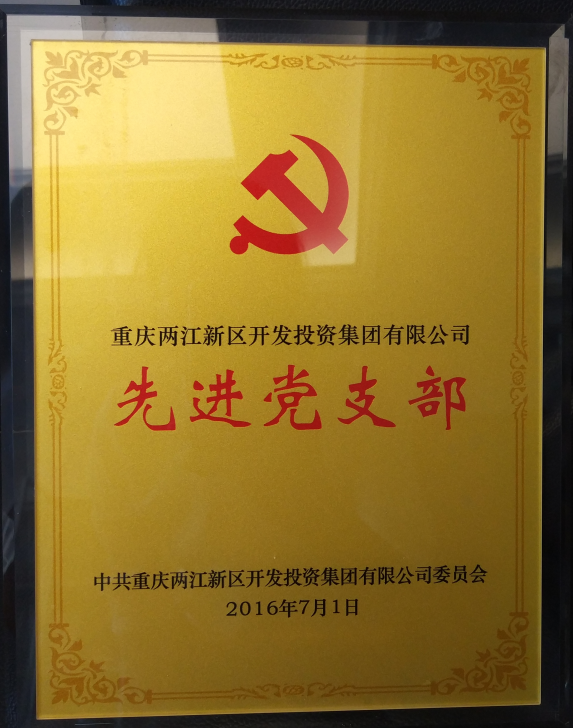 重庆两江新区开发投资集团有限公司
先进党支部
中共重庆两江新区开发投资集团有限公司委员会
2016年7月1日